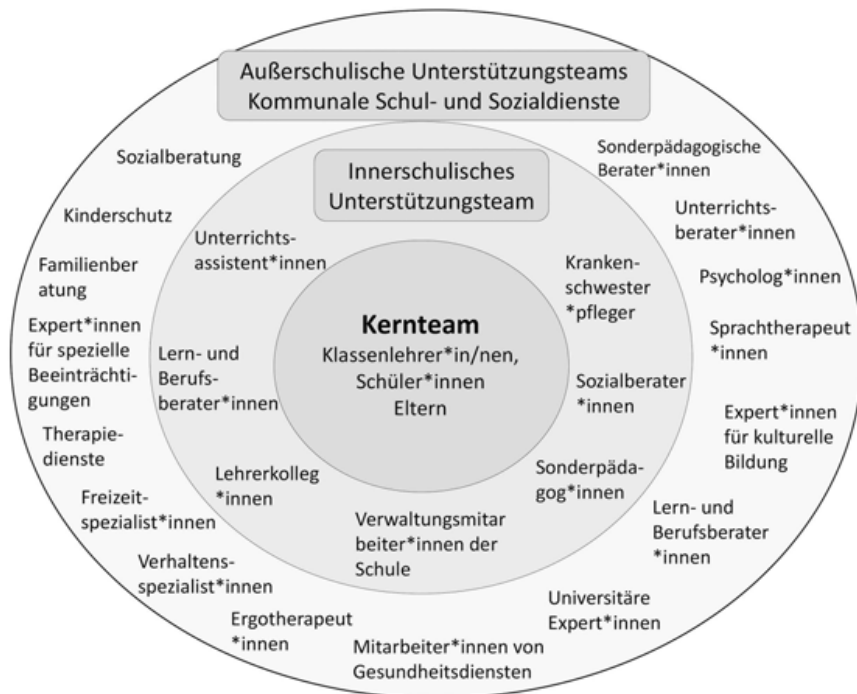 Außerschulische Unterstützungsteams
Kommunale Schul- und Sozialdienste
Innerschulisches
Unterstützungsteam
Kernteam
Klassenlehrer*in/nen,
Schüler*innen
Eltern
Unterrichts-
assistent*innen
Lern- und
Berufs-
berater*innen
Lehrerkolleg
*innen
Verwaltungsmitar
beiter*innen der
Schule
Sonderpäda-
gog*innen
Sozialberater
*innen
Kranken-
schwester
*pfleger
Sozialberatung
Kinderschutz
Familienber
atung
Expert*innen
für spezielle
Beeinträchti-
gungen
Therapie-
dienste
Freizeit-
spezialist*innen
Verhaltens-
spezialist*innen
Ergotherapeut
*innen
Mitarbeiter*innen von
Gesundheitsdiensten
Universitäre
Expert*innen
Lern- und
Berufsberater
*innen
Expert*innen
für kulturelle
Bildung
Sprachtherapeut
*innen
Psycholog*innen
Unterrichts-
berater*innen
Sonderpädagogische
Berater*innen